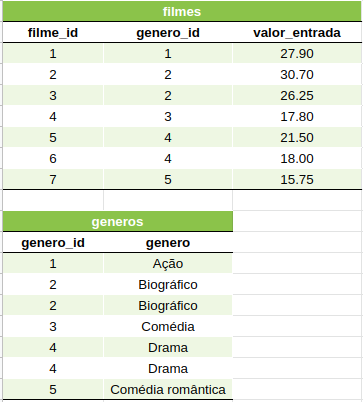 filmes
filme_id genero_id valor_entrada
1 1 27.90
2 2 30.70
3 2 26.25
4 3 17.80
5 4 21.50
6 4 18.00
7 5 15.75
generos
genero_id genero
1 Ação
2 Biográfico
2 Biográfico
3 Comédia
4 Drama
4 Drama
5 Comédia romântica